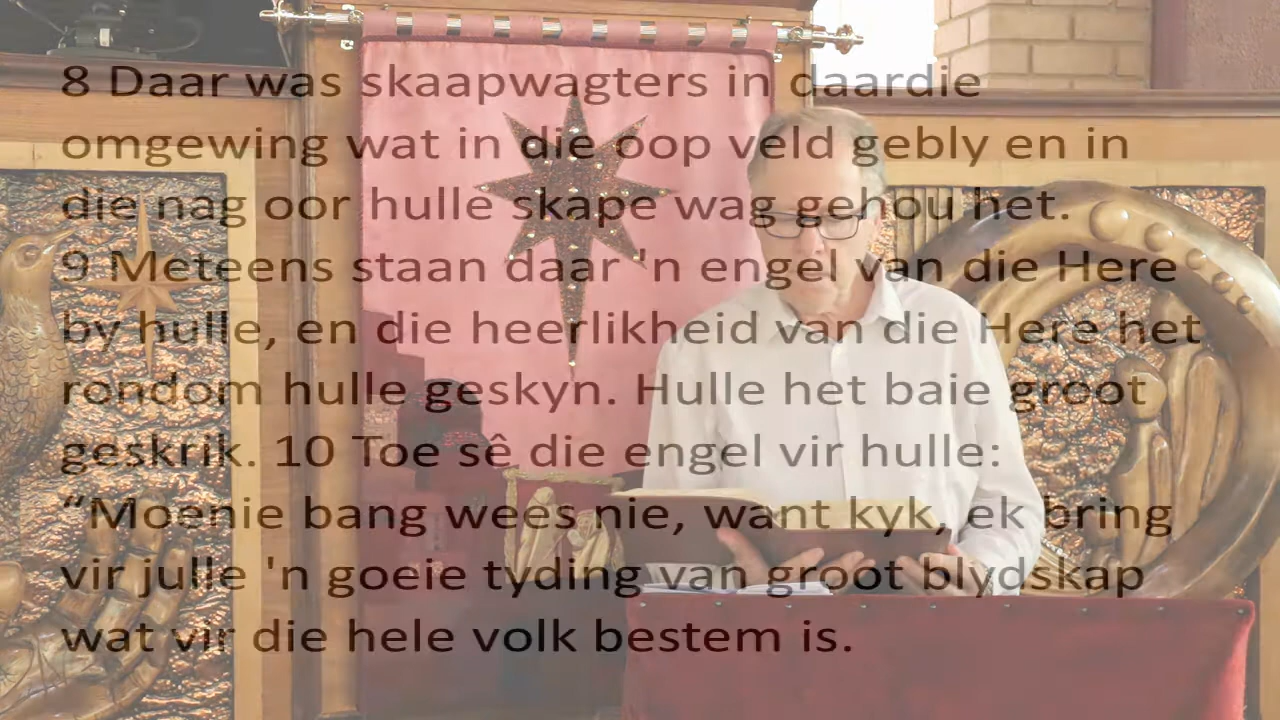 8 Daar was skaapwagters in daardie
omgewing wat in die oop veld gebly en in
die nag oor hulle skape wag gehou het.
9 Meteens staan daar 'n engel van die Here
by hulle, en die heerlikheid van die Here het
rondom hulle geskyn. Hulle het baie groot
geskrik. 10 Toe sê die engel vir hulle:
“Moenie bang wees nie, want kyk, ek bring
vir julle 'n goeie tyding van groot blydskap
wat vir die hele volk bestem is.